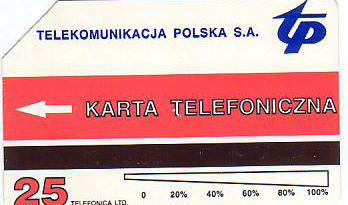 TELEKOMUNIKACJA POLSKA S.A.
tp
KARTA TELEFONICZNA
25 TELEFONICA LTD. 0 20% 40% 60% 80% 100%